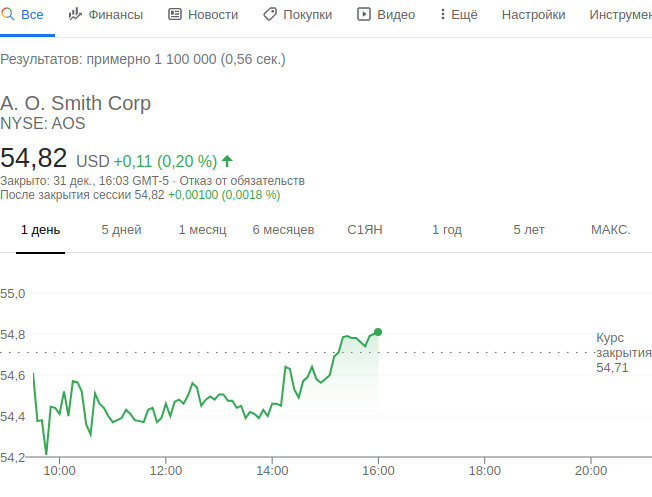 Все Финансы Новости Покупки Видео Ещё Настройки Инструмен
Результатов: примерно 1 100 000 (0,56 сек.)
A. O. Smith Corp
NYSE: AOS
54,82 USD +0,11 (0,20 %)
Закрыто: 31 дек., 16:03 GMT-5 · Отказ от обязательств
После закрытия сессии 54,82 +0,00100 (0,0018 %)
1 день 5 дней 1 месяц 6 месяцев С1ЯН 1 год 5 лет МАКС.
55,0
54,8
Курс
закрытия
54,71
54,6
54,4
54,2
10:00 12:00 14:00 16:00 18:00 20:00